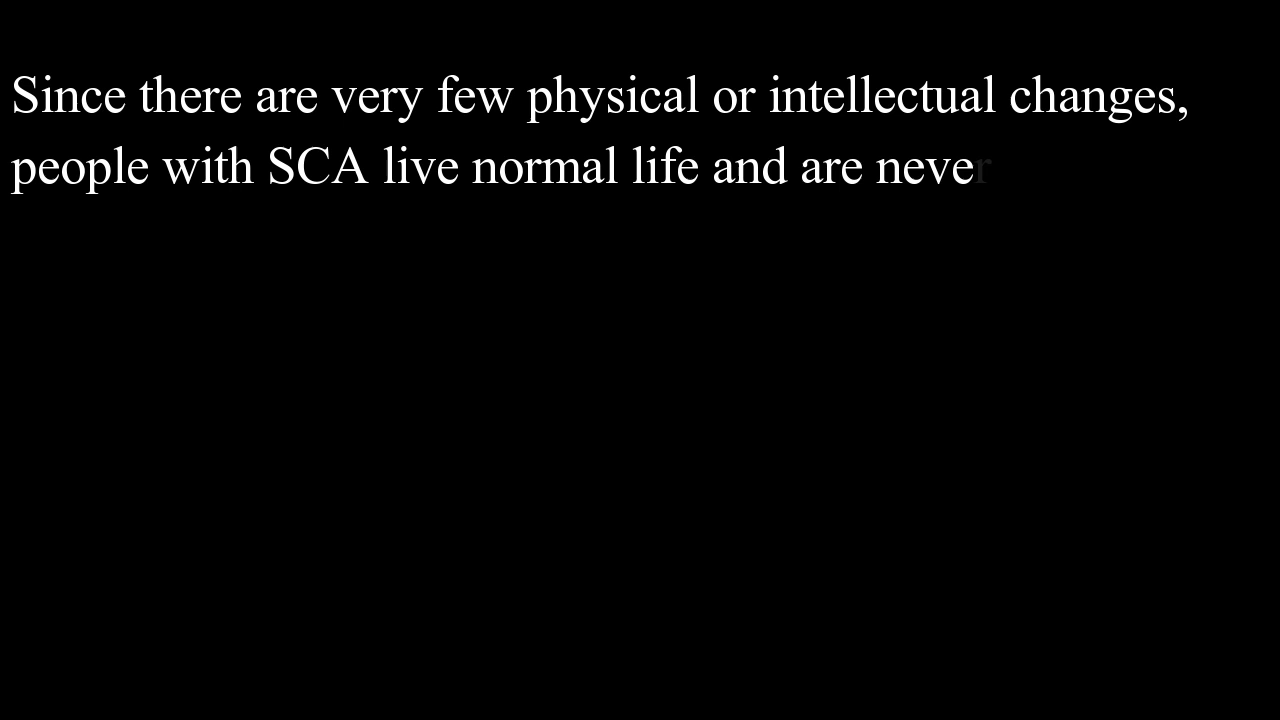 Since there are very few physical or intellectual changes,
people with SCA live normal life and are never